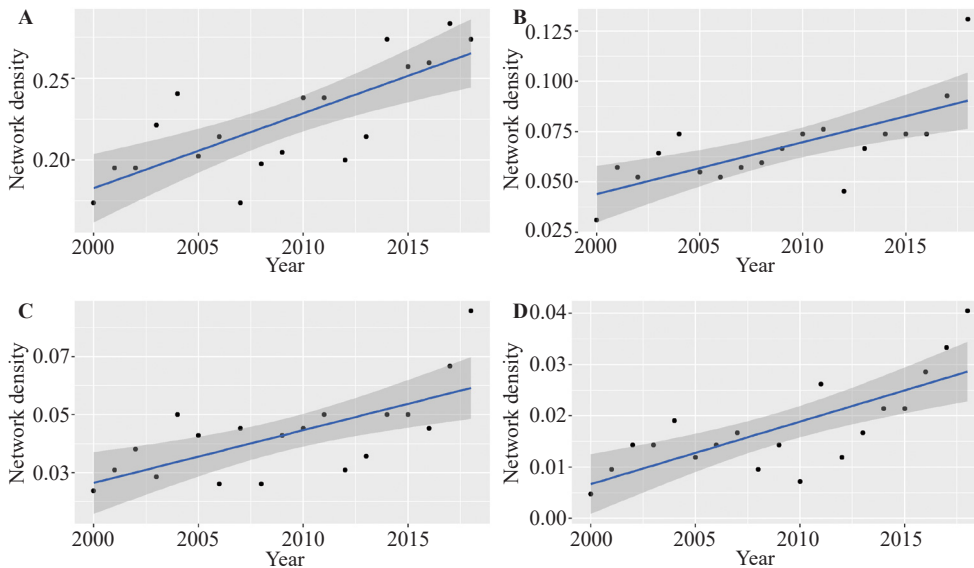 A
Network density
0.25
0.20
2000 2005 2010 2015
Year
B
Network density
0.125
0.100
0.075
0.050
0.025
2000 2005 2010 2015
Year
C
Network density
0.07
0.05
0.03
2000 2005 2010 2015
Year
D
Network density
0.04
0.03
0.02
0.01
0.00
2000 2005 2010 2015
Year